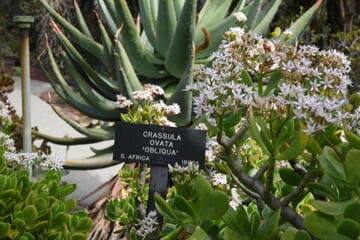 CRASSULA
OVATA
'OBLIQUA'
S. AFRICA